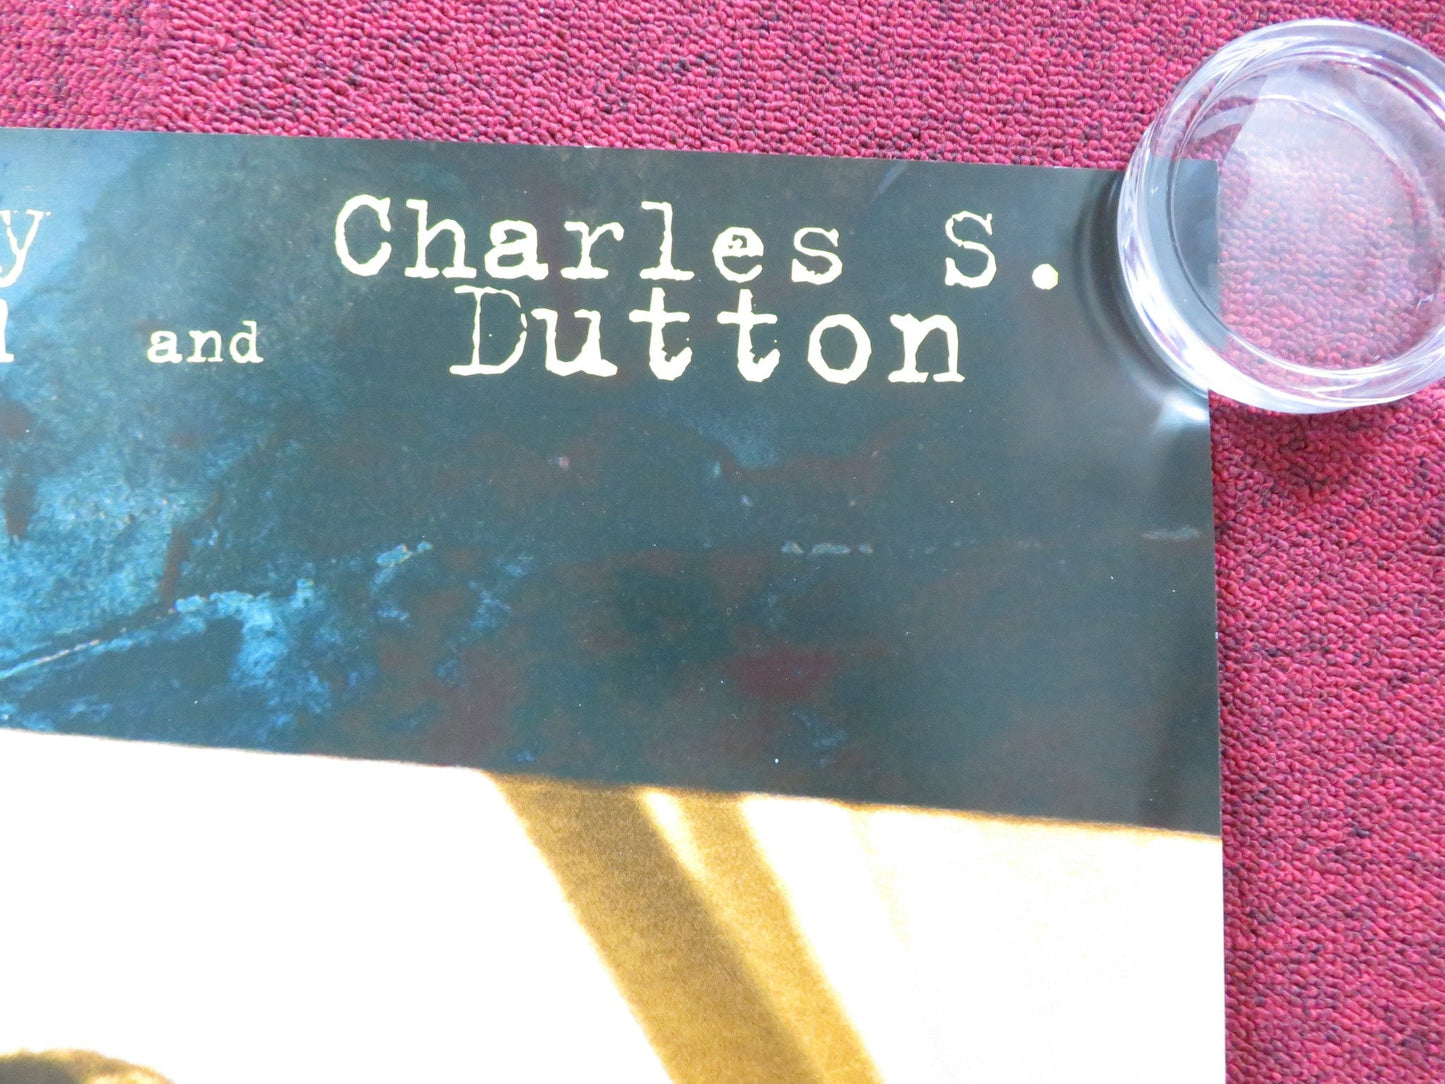 y Charles S.
l and Dutton